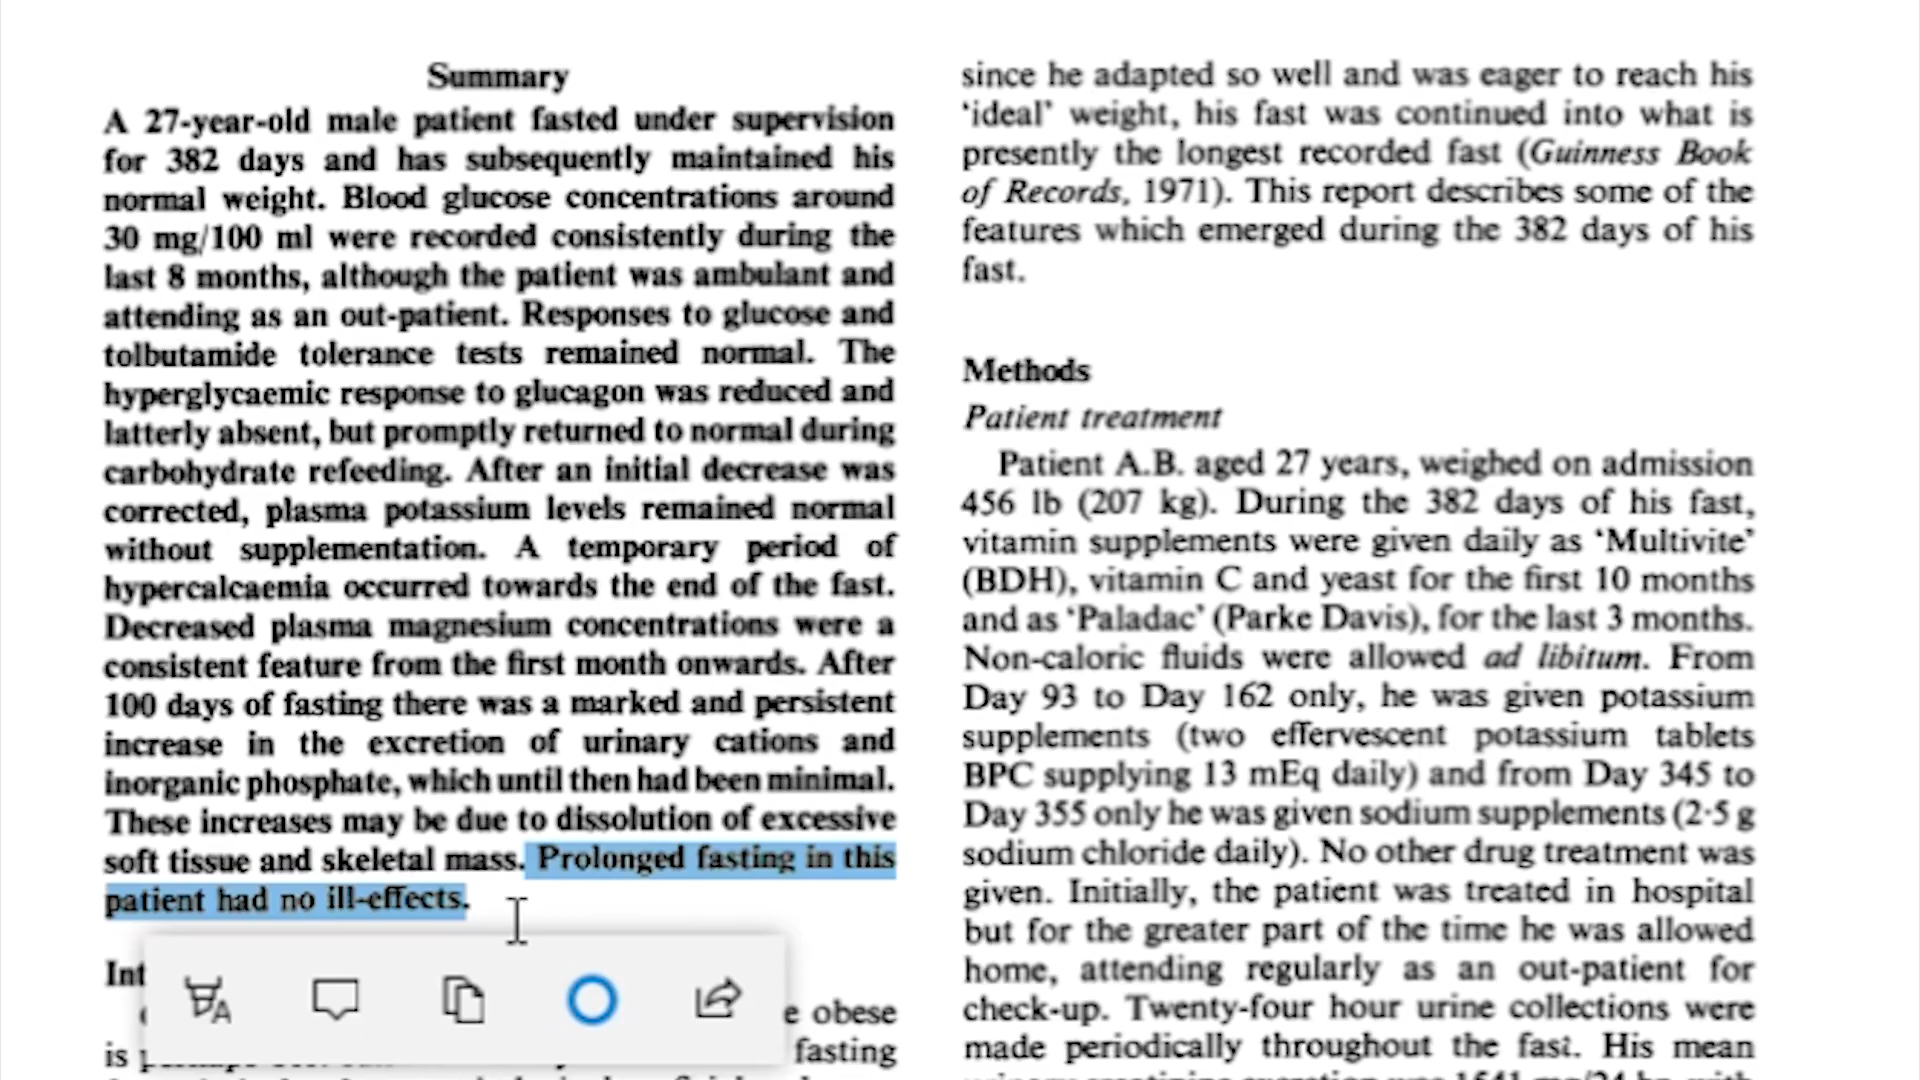 Summary
A 27-year-old male patient fasted under supervision
for 382 days and has subsequently maintained his
normal weight. Blood glucose concentrations around
30 mg/100 ml were recorded consistently during the
last 8 months, although the patient was ambulant and
attending as an out-patient. Responses to glucose and
tolbutamide tolerance tests remained normal. The
hyperglycaemic response to glucagon was reduced and
latterly absent, but promptly returned to normal during
carbohydrate refeeding. After an initial decrease was
corrected, plasma potassium levels remained normal
without supplementation. A temporary period of
hypercalcaemia occurred towards the end of the fast.
Decreased plasma magnesium concentrations were a
consistent feature from the first month onwards. After
100 days of fasting there was a marked and persistent
increase in the excretion of urinary cations and
inorganic phosphate, which until then had been minimal.
These increases may be due to dissolution of excessive
soft tissue and skeletal mass. Prolonged fasting in this
patient had no ill-effects.
Int
e obese
is
fasting
since he adapted so well and was eager to reach his
‘ideal’ weight, his fast was continued into what is
presently the longest recorded fast (Guinness Book
of Records, 1971). This report describes some of the
features which emerged during the 382 days of his
fast.
Methods
Patient treatment
Patient A.B. aged 27 years, weighed on admission
456 lb (207 kg). During the 382 days of his fast,
vitamin supplements were given daily as ‘Multivite’
(BDH), vitamin C and yeast for the first 10 months
and as ‘Paladac’ (Parke Davis), for the last 3 months.
Non-caloric fluids were allowed ad libitum. From
Day 93 to Day 162 only, he was given potassium
supplements (two effervescent potassium tablets
BPC supplying 13 mEq daily) and from Day 345 to
Day 355 only he was given sodium supplements (2·5 g
sodium chloride daily). No other drug treatment was
given. Initially, the patient was treated in hospital
but for the greater part of the time he was allowed
home, attending regularly as an out-patient for
check-up. Twenty-four hour urine collections were
made periodically throughout the fast. His mean